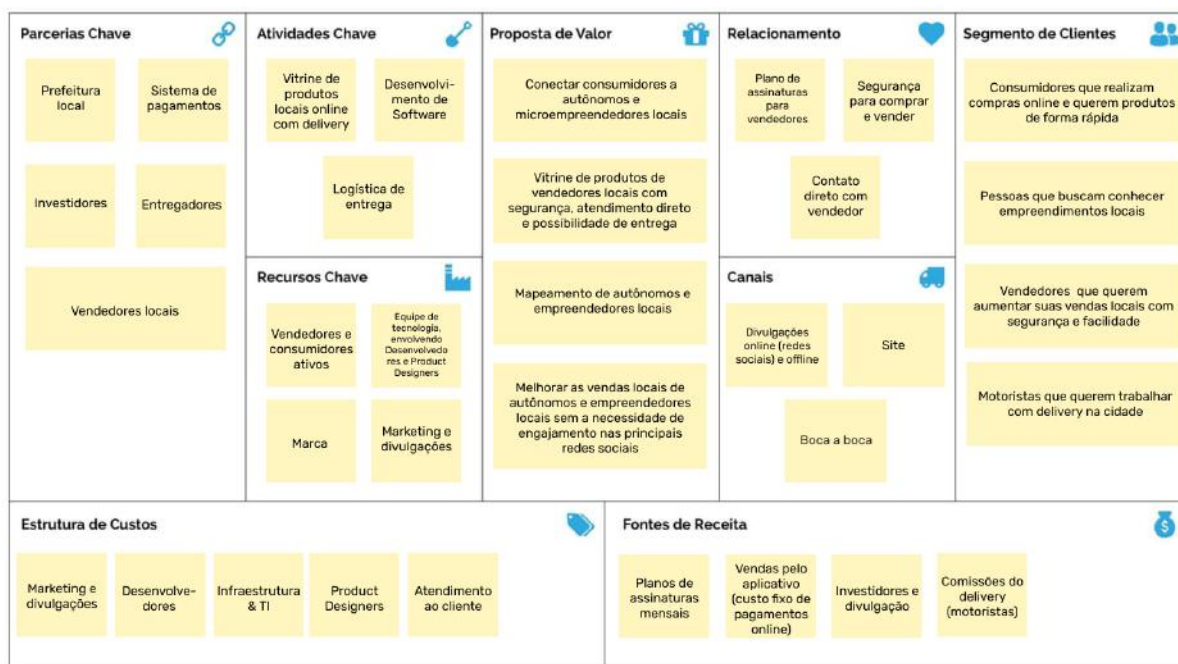 Parcerias Chave
Prefeitura
local
Sistema de
pagamentos
Investidores
Entregadores
Vendedores locais
Atividades Chave
Vitrine de
produtos
locais online
com delivery
Desenvolvi-
mento de
Software
Logística de
entrega
Recursos Chave
Vendedores e
consumidores
ativos
Equipe de
tecnologia,
envolvendo
Desenvolvedo
res e Product
Designers
Marca
Marketing e
divulgações
Proposta de Valor
Conectar consumidores a
autônomos e
microempreendedores locais
Vitrine de produtos de
vendedores locais com
segurança, atendimento direto
e possibilidade de entrega
Mapeamento de autônomos e
empreendedores locais
Melhorar as vendas locais de
autônomos e empreendedores
locais sem a necessidade de
engajamento nas principais
redes sociais
Relacionamento
Plano de
assinaturas
para
vendedores
Segurança
para comprar
e vender
Contato
direto com
vendedor
Canais
Divulgações
online (redes
sociais) e offline
Site
Boca a boca
Segmento de Clientes
Consumidores que realizam
compras online e querem produtos
de forma rápida
Pessoas que buscam conhecer
empreendimentos locais
Vendedores que querem
aumentar suas vendas locais com
segurança e facilidade
Motoristas que querem trabalhar
com delivery na cidade
Estrutura de Custos
Marketing e
divulgações
Desenvolve-
dores
Infraestrutura
& TI
Product
Designers
Atendimento
ao cliente
Fontes de Receita
Planos de
assinaturas
mensais
Vendas pelo
aplicativo
(custo fixo de
pagamentos
online)
Investidores e
divulgação
Comissões do
delivery
(motoristas)